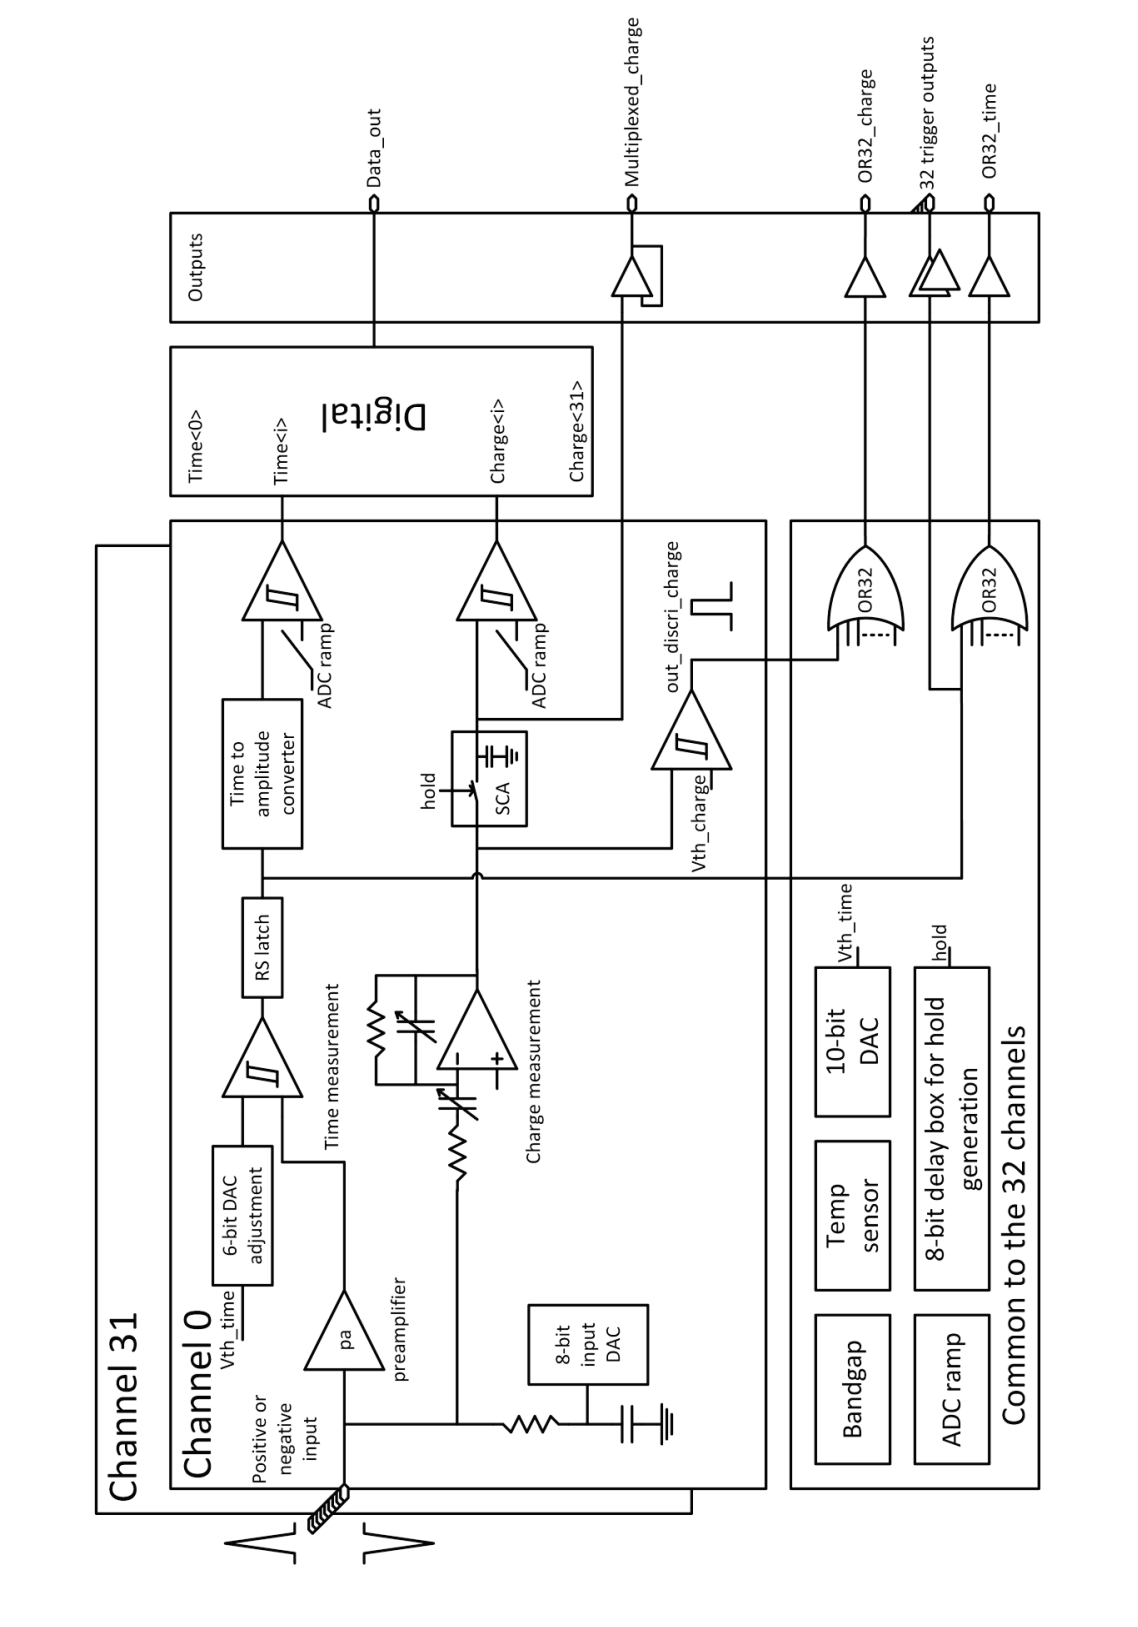 Channel 31
Channel 0
Positive or
negative
input
Vth_time
6-bit DAC
adjustment
pa
preamplifier
RS latch
Time measurement
Time to
amplitude
converter
ADC ramp
8-bit
input
DAC
-
+
Charge measurement
hold
SCA
ADC ramp
Vth_charge
out_discri_charge
Time<0>
Time<i>
Digital
Charge<i>
Charge<31>
Outputs
Data_out
Multiplexed_charge
OR32_charge
32 trigger outputs
OR32_time
OR32
OR32
Bandgap
Temp
sensor
10-bit
DAC
Vth_time
ADC ramp
8-bit delay box for hold
generation
hold
Common to the 32 channels